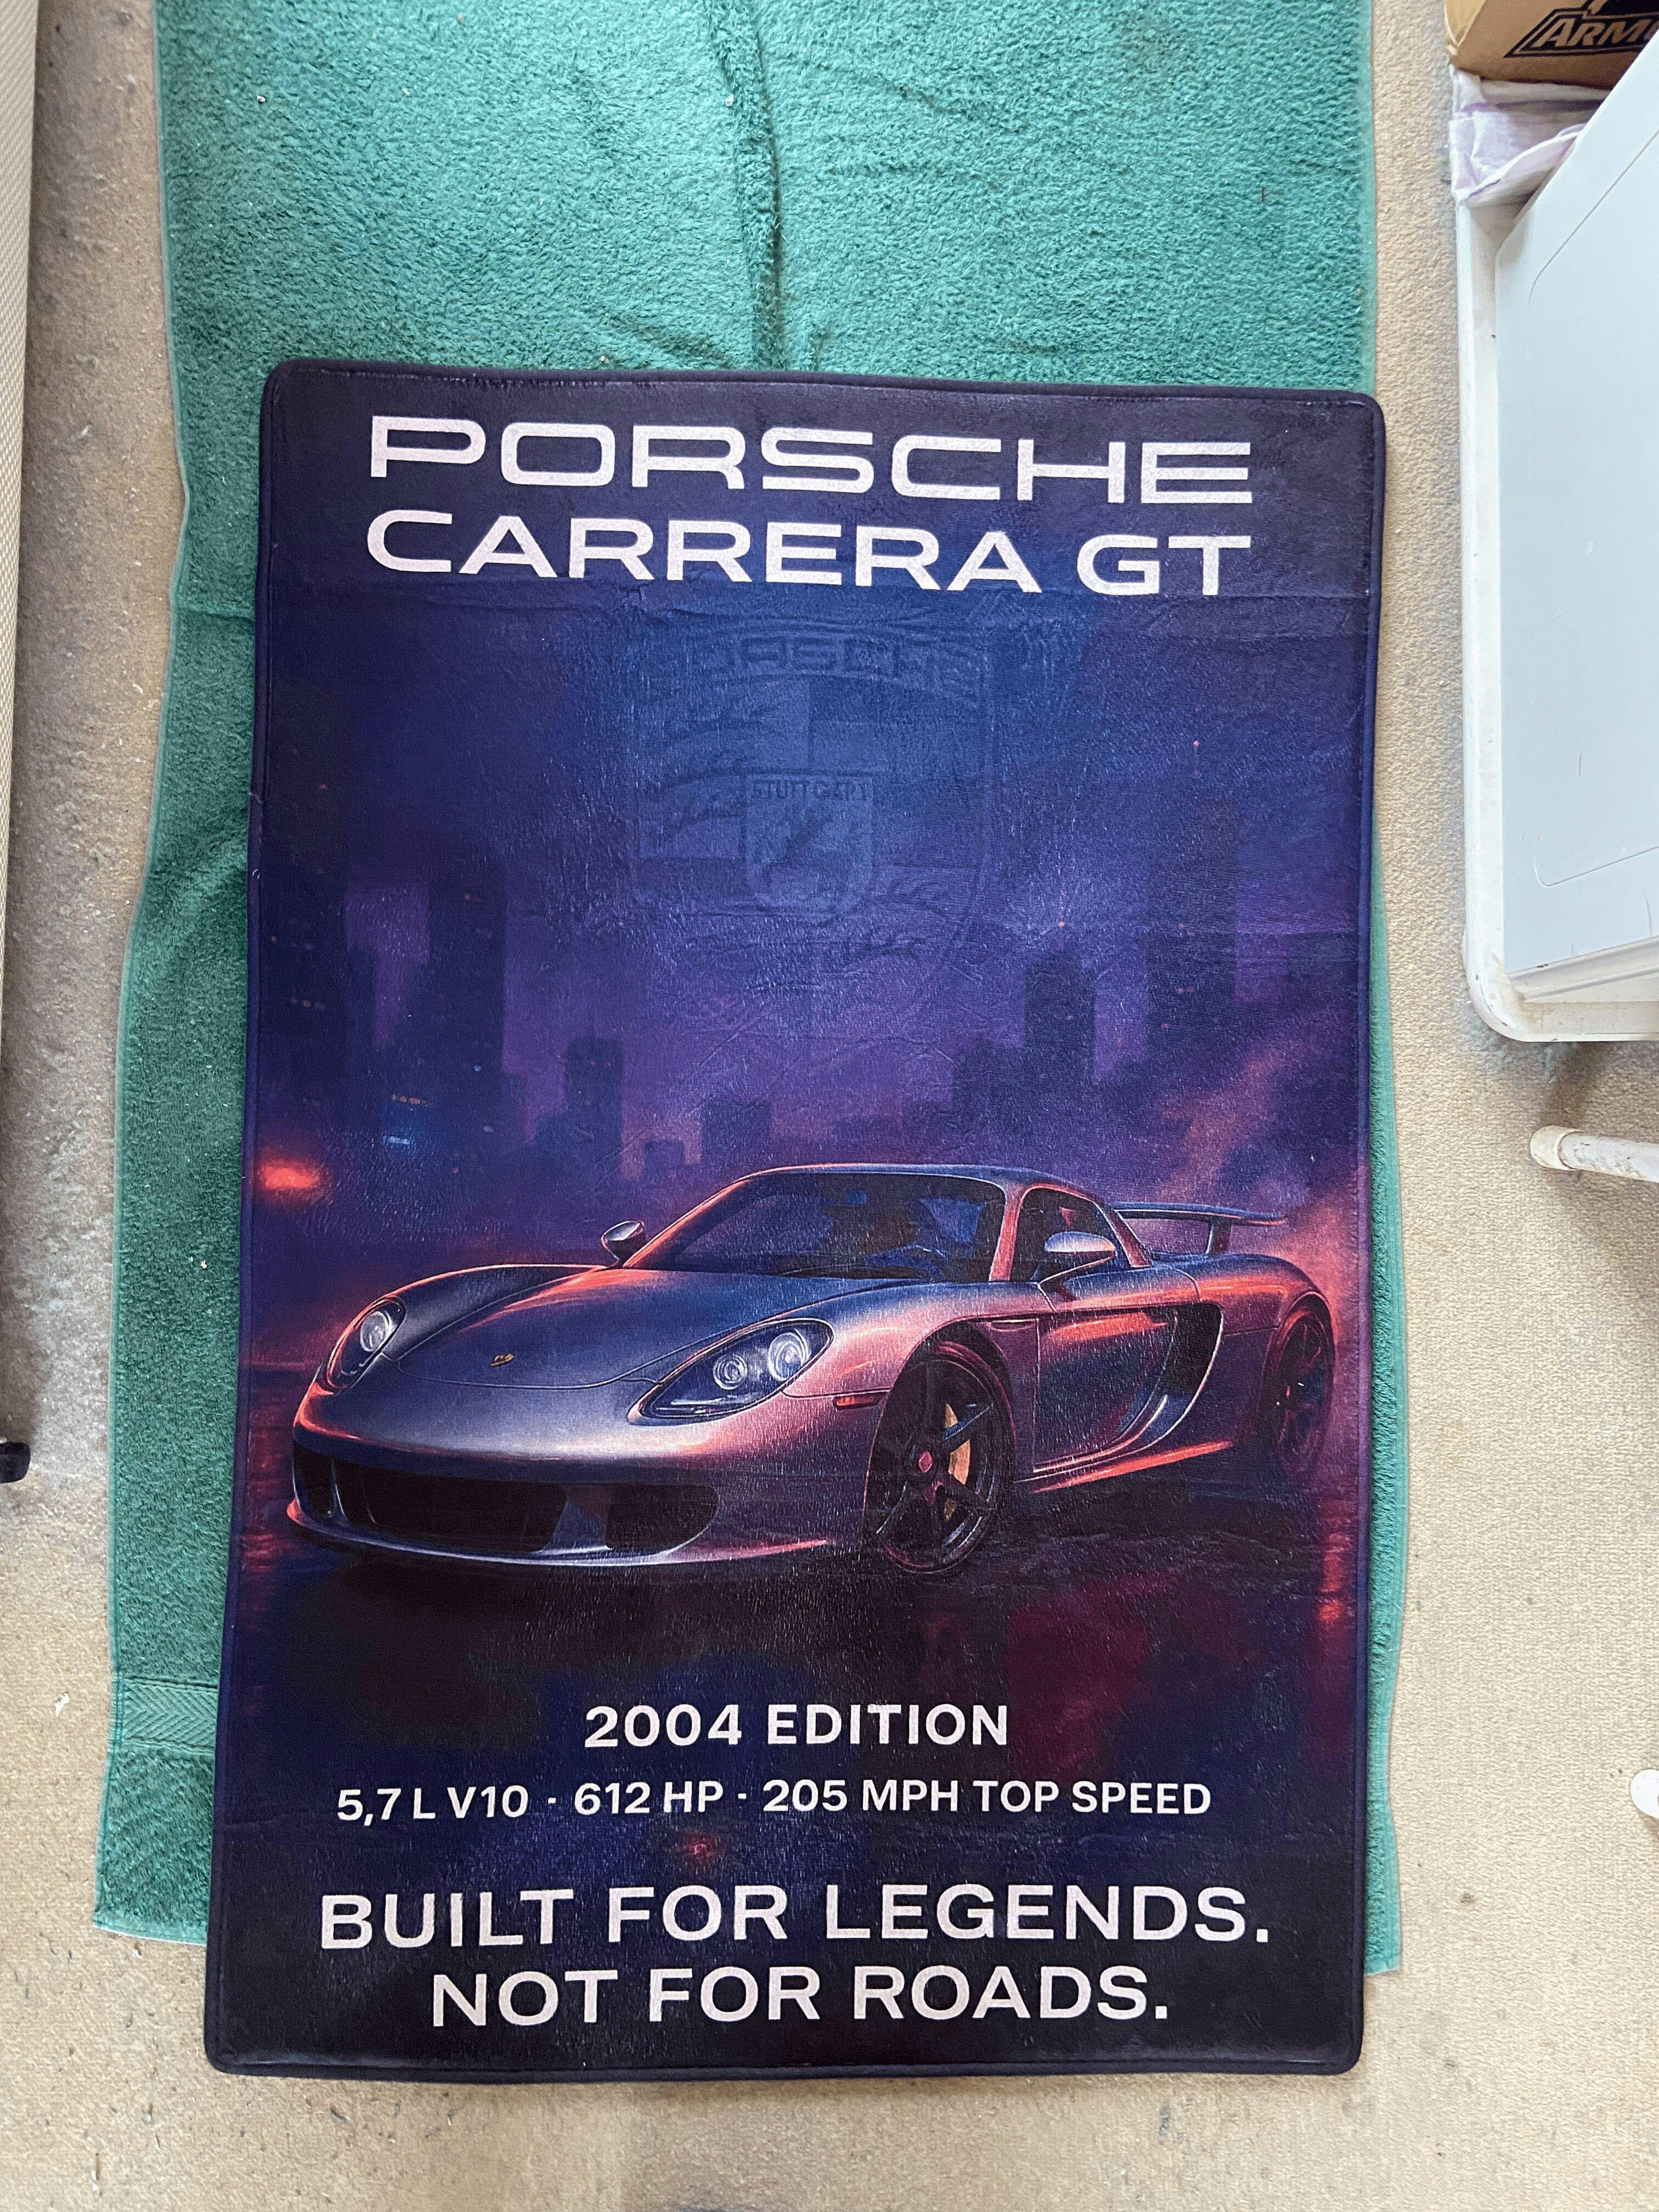 PORSCHE
CARRERA GT
STUTTGART
2004 EDITION
5,7 L V10 · 612 HP · 205 MPH TOP SPEED
BUILT FOR LEGENDS.
NOT FOR ROADS.